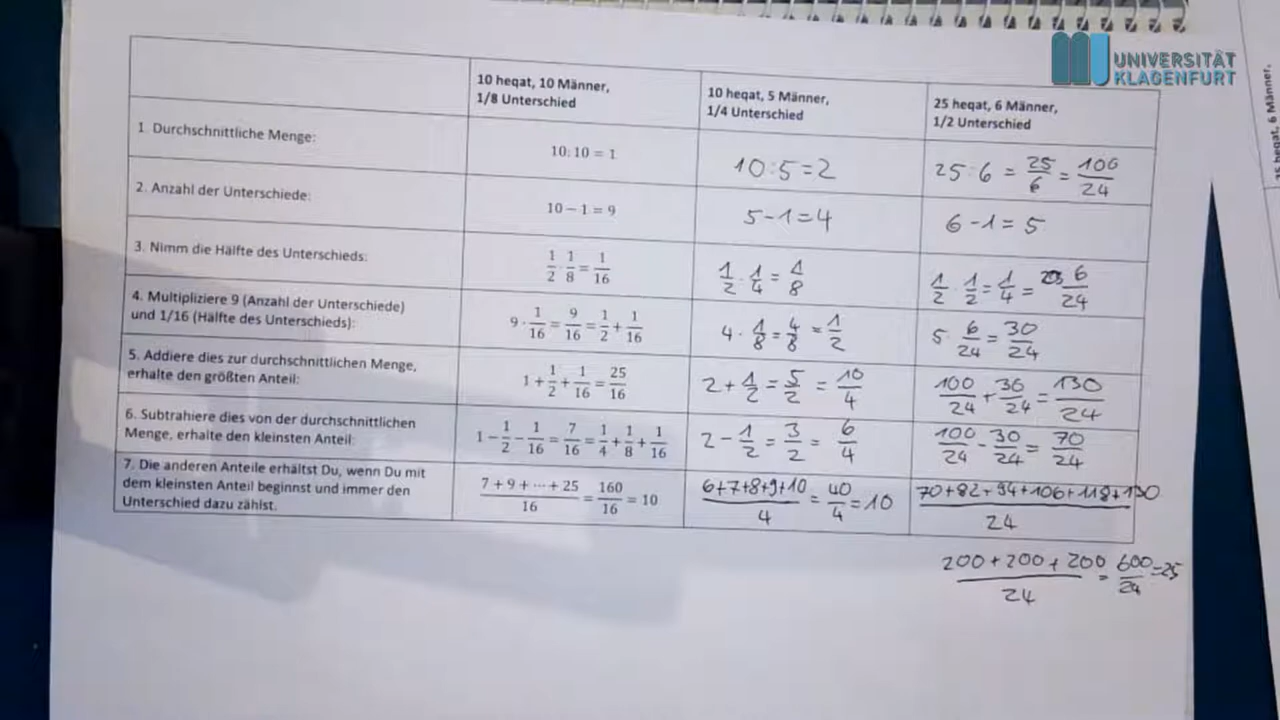 UNIVERSITÄT
KLAGENFURT
10 heqat, 10 Männer,
1/8 Unterschied
10 heqat, 5 Männer,
1/4 Unterschied
25 heqat, 6 Männer,
1/2 Unterschied
1. Durchschnittliche Menge:
10:10 = 1
10:5=2
25:6 = 25/6 = 100/24
2. Anzahl der Unterschiede:
10 − 1 = 9
5-1=4
6-1=5
3. Nimm die Hälfte des Unterschieds:
1/2 · 1/8 = 1/16
1/2 · 1/4 = 1/8
1/2 · 1/2 = 1/4 = 6/24
4. Multipliziere 9 (Anzahl der Unterschiede)
und 1/16 (Hälfte des Unterschieds):
9 · 1/16 = 9/16 = 1/2 + 1/16
4 · 1/8 = 4/8 = 1/2
5 · 6/24 = 30/24
5. Addiere dies zur durchschnittlichen Menge,
erhalte den größten Anteil:
1 + 1/2 + 1/16 = 25/16
2 + 1/2 = 5/2 = 10/4
100/24 + 30/24 = 130/24
6. Subtrahiere dies von der durchschnittlichen
Menge, erhalte den kleinsten Anteil:
1 − 1/2 − 1/16 = 7/16 = 1/4 + 1/8 + 1/16
2 − 1/2 = 3/2 = 6/4
100/24 − 30/24 = 70/24
7. Die anderen Anteile erhältst Du, wenn Du mit
dem kleinsten Anteil beginnst und immer den
Unterschied dazu zählst.
7 + 9 + ⋯ + 25 / 16 = 160/16 = 10
6+7+8+9+10 / 4 = 40/4 = 10
70+82+94+106+118+130 / 24
200+200+200 / 24 = 600/24 = 25